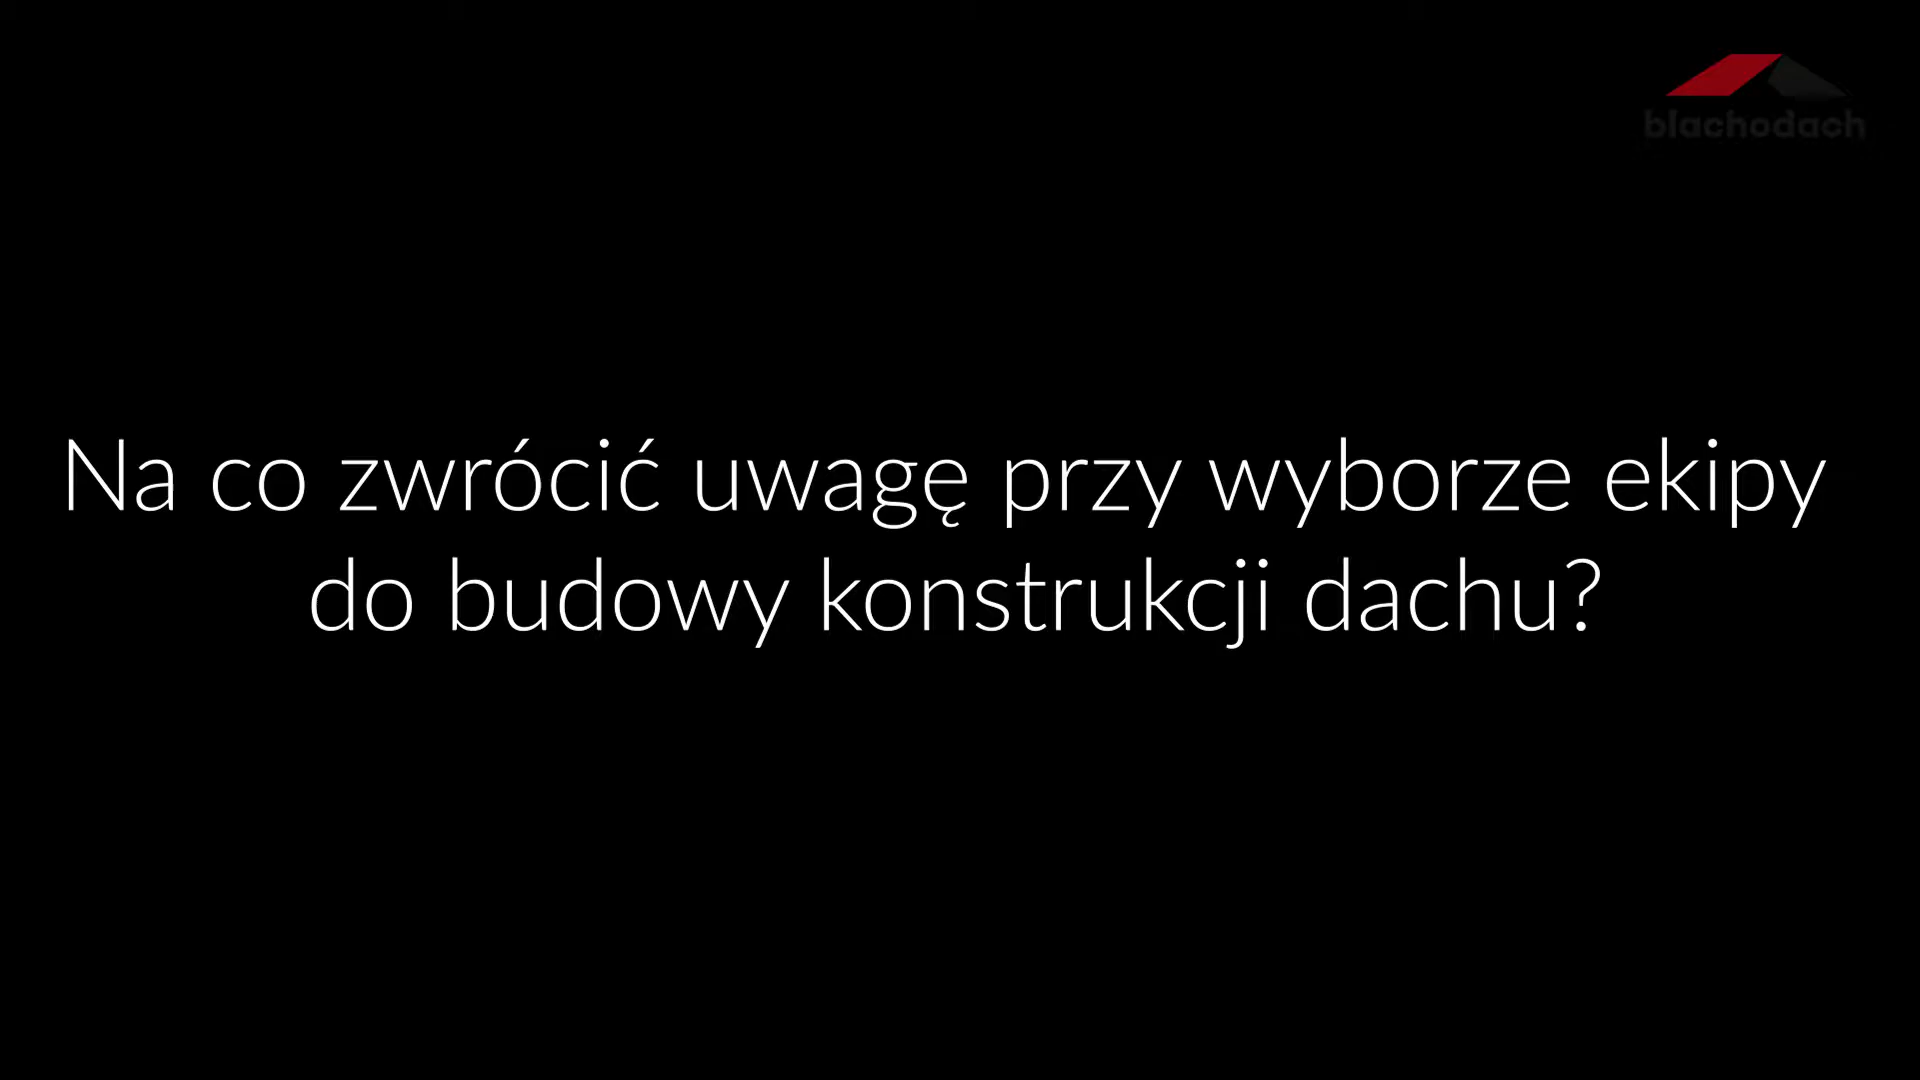 blachodach
Na co zwrócić uwagę przy wyborze ekipy
do budowy konstrukcji dachu?